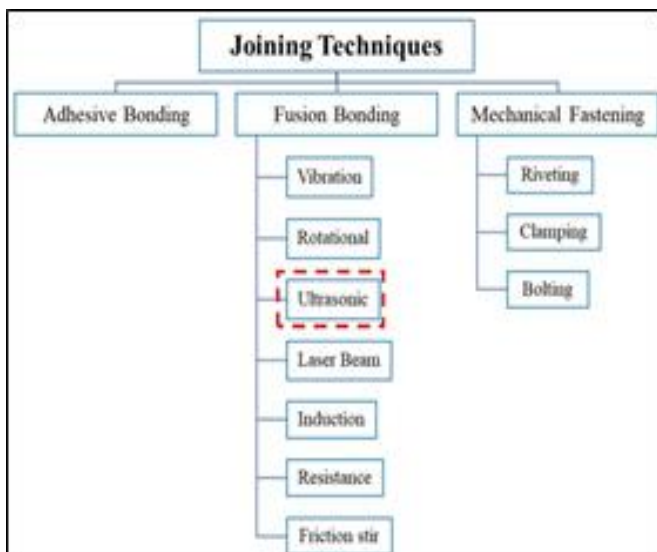 Joining Techniques
Adhesive Bonding
Fusion Bonding
Mechanical Fastening
Vibration
Rotational
Ultrasonic
Laser Beam
Induction
Resistance
Friction stir
Riveting
Clamping
Bolting